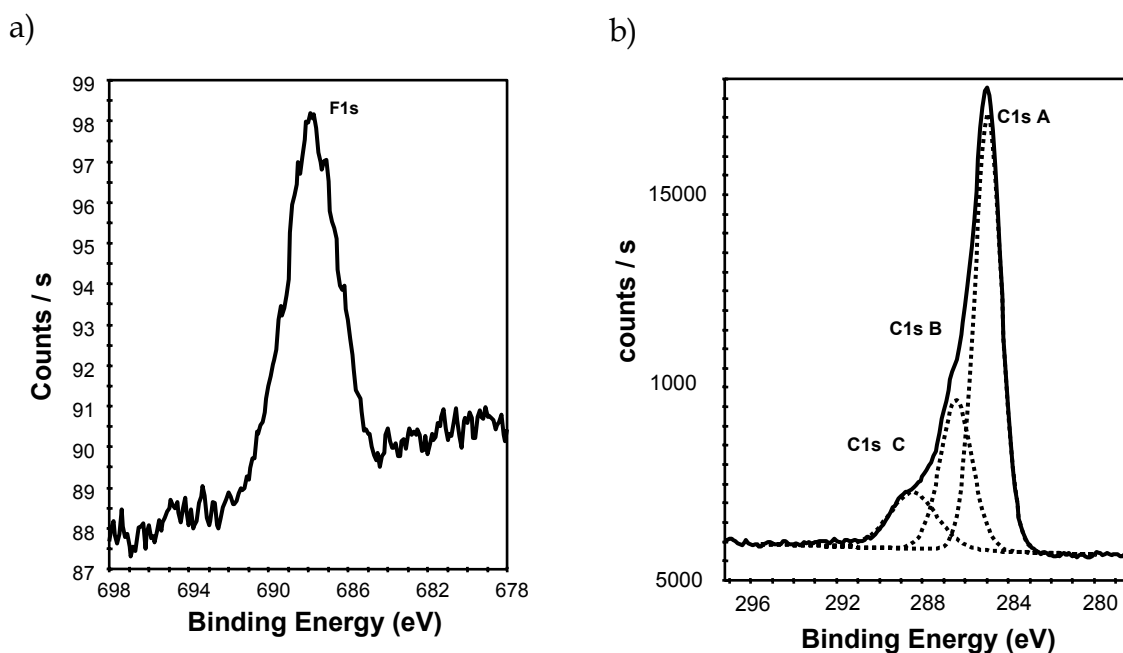 a)
F1s
99
98
97
96
95
94
93
92
91
90
89
88
87
Counts / s
698 694 690 686 682 678
Binding Energy (eV)
b)
C1s A
C1s B
C1s C
15000
1000
5000
counts / s
296 292 288 284 280
Binding Energy (eV)